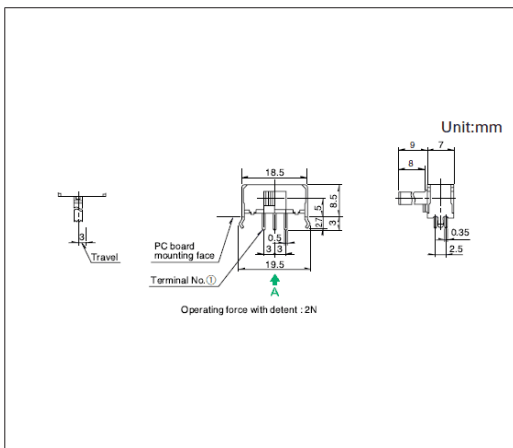 Unit:mm
9
7
8
18.5
8.5
5
2.7
3
0.5
3
3
19.5
0.35
2.5
3
Travel
PC board
mounting face
Terminal No.①
A
Operating force with detent : 2N